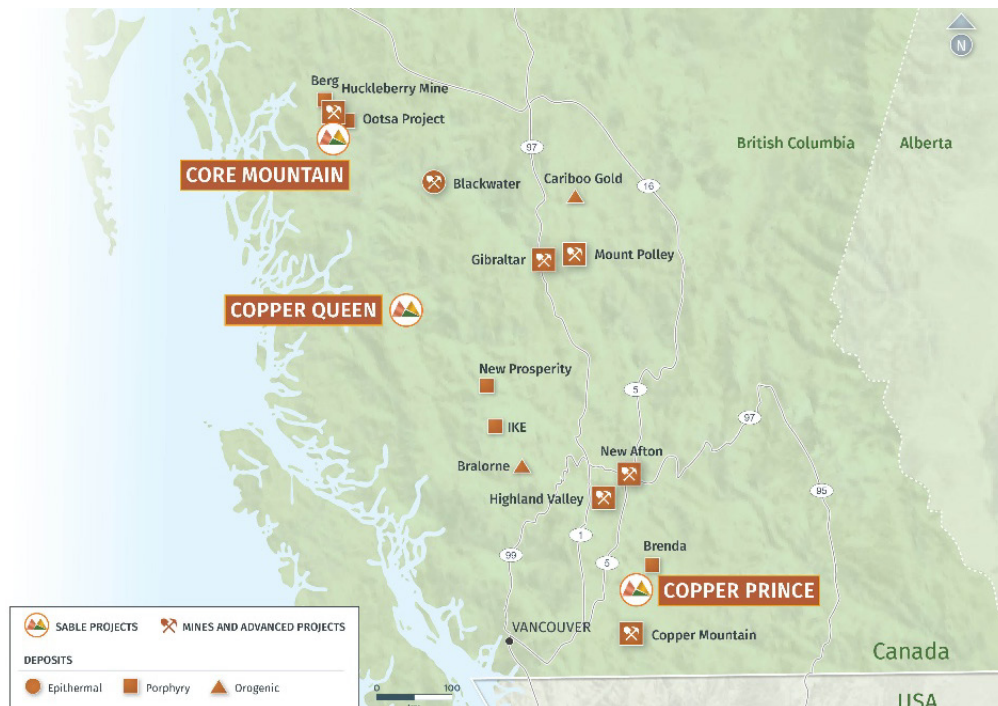 N
Berg
Huckleberry Mine
Ootsa Project
CORE MOUNTAIN
97
British Columbia
Alberta
Blackwater
Cariboo Gold
16
Gibraltar
Mount Polley
COPPER QUEEN
New Prosperity
5
97
IKE
New Afton
Bralorne
Highland Valley
95
1
99
5
Brenda
COPPER PRINCE
VANCOUVER
Copper Mountain
Canada
USA
SABLE PROJECTS
MINES AND ADVANCED PROJECTS
DEPOSITS
Epithermal
Porphyry
Orogenic
0
100